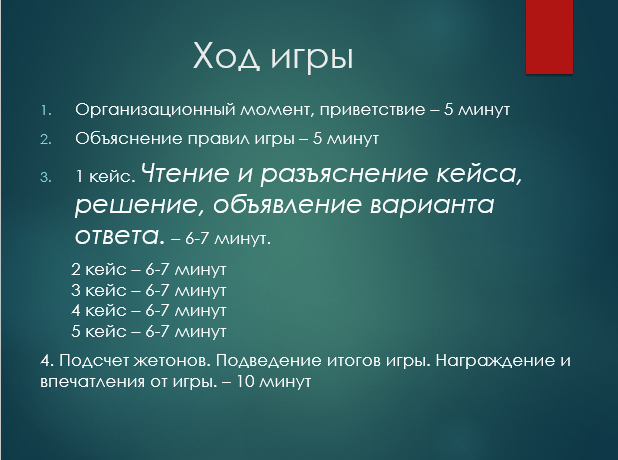 Ход игры
1. Организационный момент, приветствие – 5 минут
2. Объяснение правил игры – 5 минут
3. 1 кейс. Чтение и разъяснение кейса,
решение, объявление варианта
ответа. – 6-7 минут.
2 кейс – 6-7 минут
3 кейс – 6-7 минут
4 кейс – 6-7 минут
5 кейс – 6-7 минут
4. Подсчет жетонов. Подведение итогов игры. Награждение и
впечатления от игры. – 10 минут